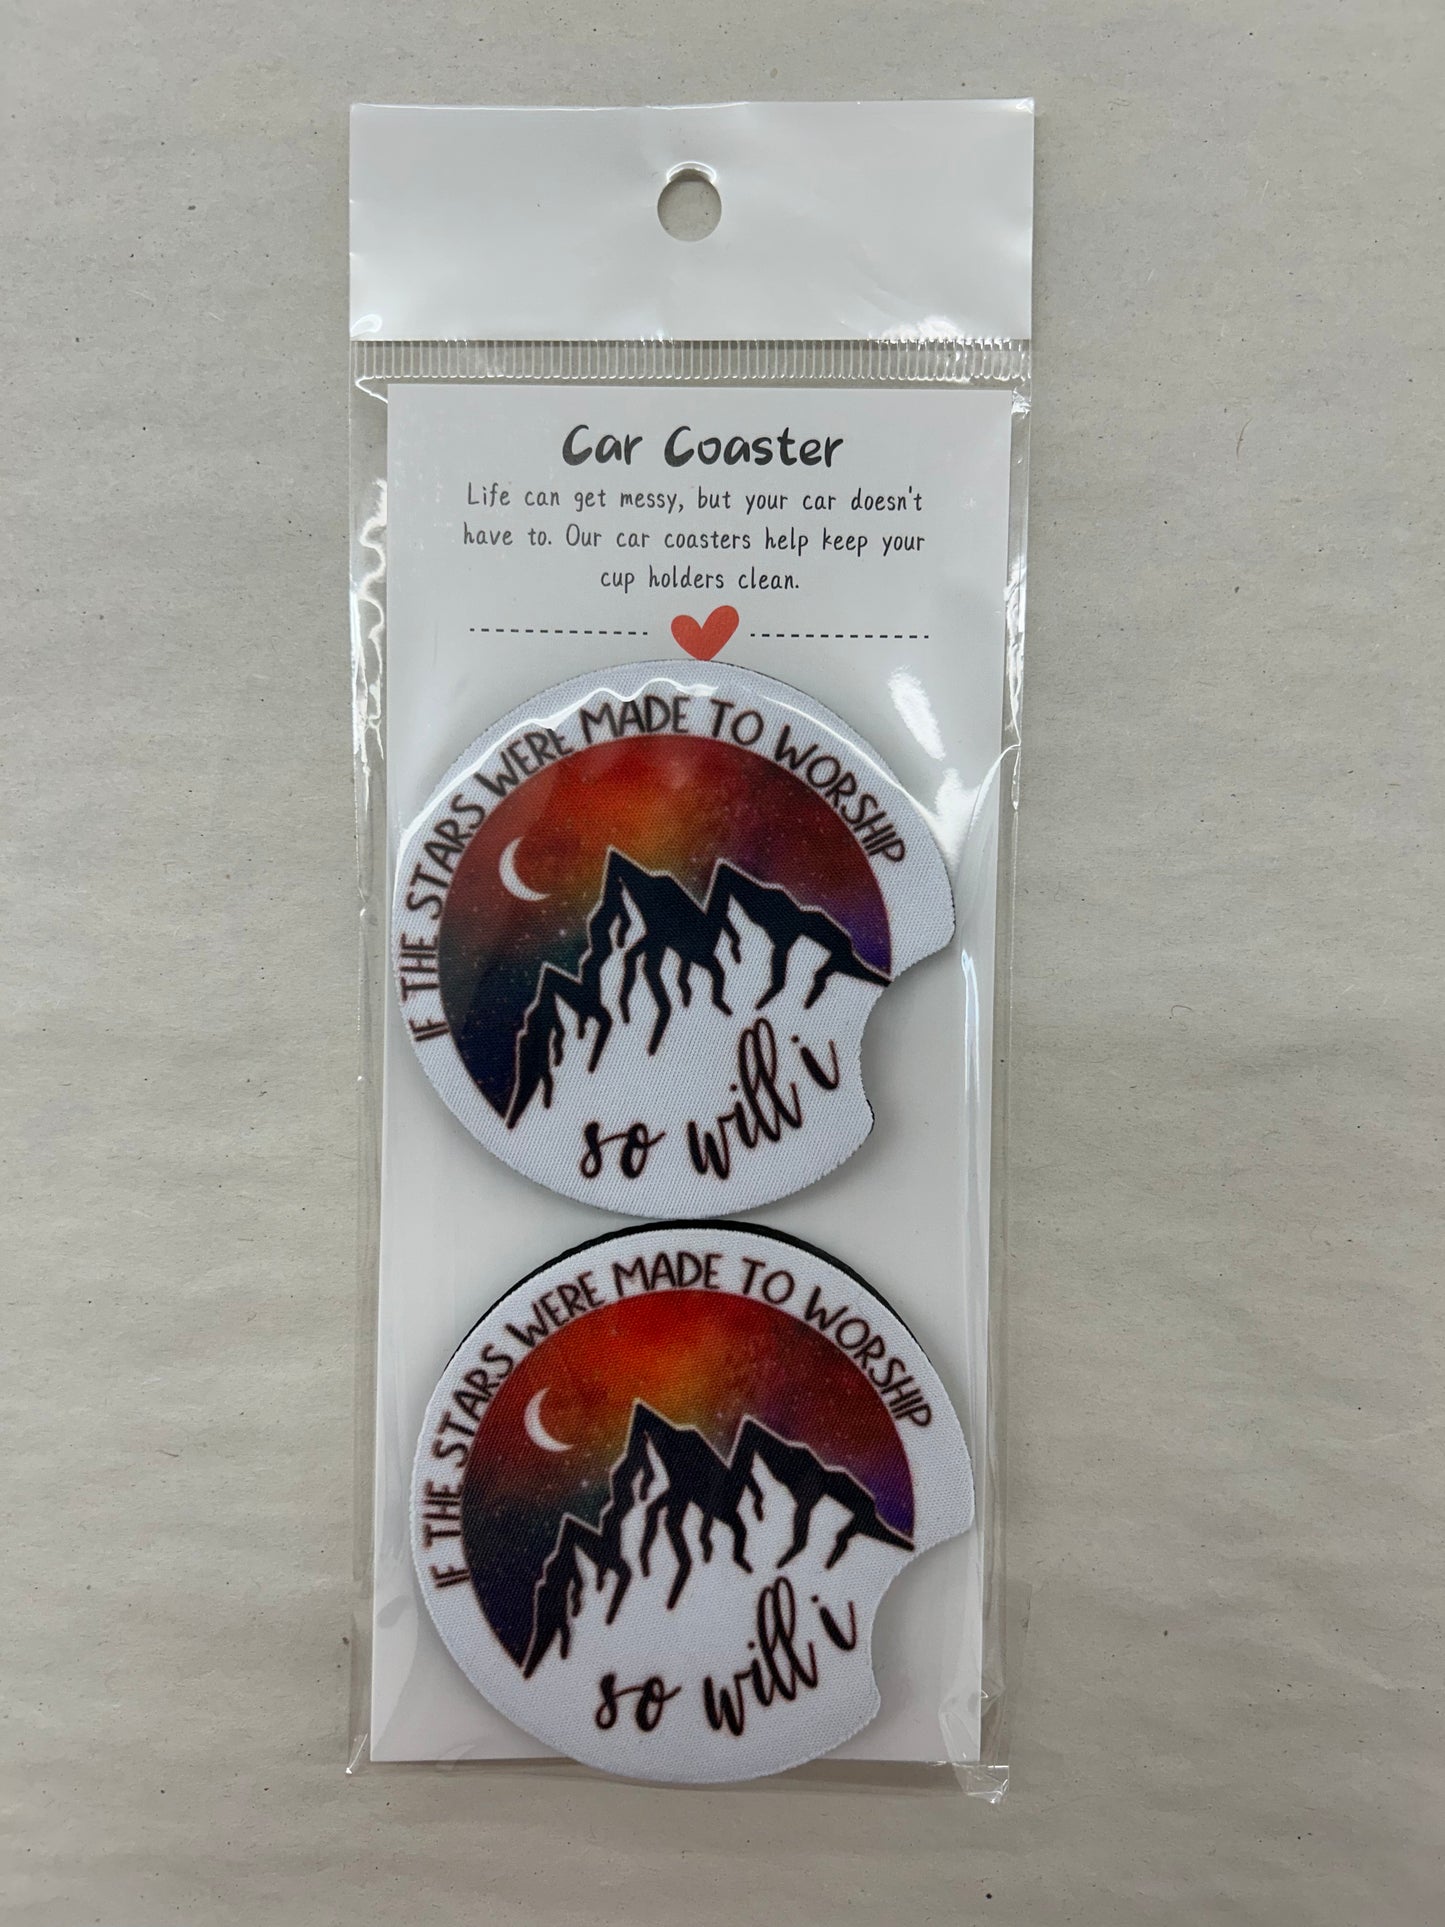 Car Coaster
Life can get messy, but your car doesn't
have to. Our car coasters help keep your
cup holders clean.
IF THE STARS WERE MADE TO WORSHIP
so will i
IF THE STARS WERE MADE TO WORSHIP
so will i